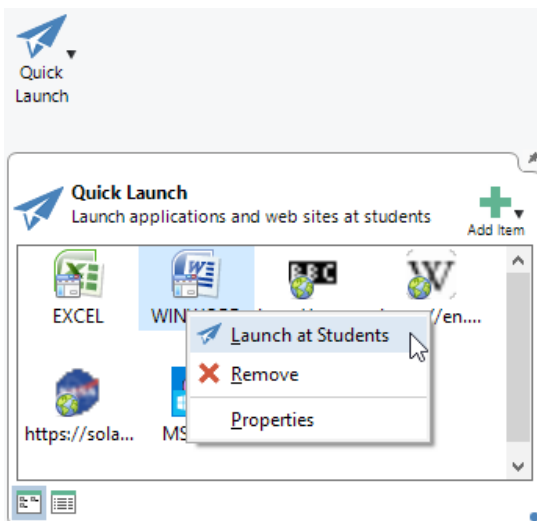 Quick
Launch
Quick Launch
Launch applications and web sites at students
Add Item
BBC
W
EXCEL
Launch at Students
Remove
Properties
https://sola...